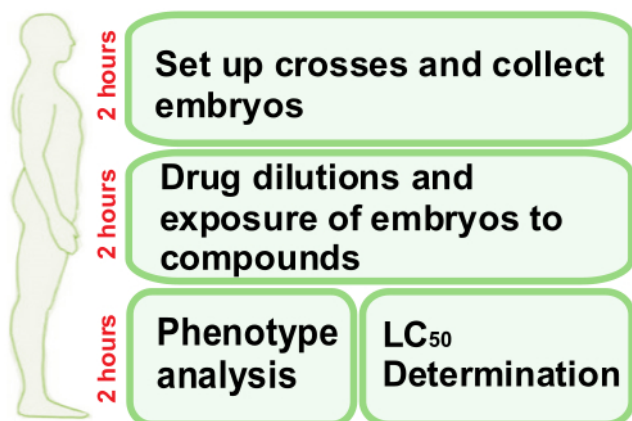 2 hours
Set up crosses and collect
embryos
2 hours
Drug dilutions and
exposure of embryos to
compounds
2 hours
Phenotype
analysis
LC₅₀
Determination